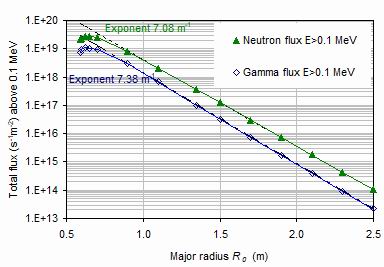 1.E+20
Exponent 7.08 m⁻¹
1.E+19
Neutron flux E>0.1 MeV
1.E+18
Exponent 7.38 m⁻¹
Gamma flux E>0.1 MeV
1.E+17
1.E+16
1.E+15
1.E+14
1.E+13
Total flux (s⁻¹m⁻²) above 0.1 MeV
0.5 1.0 1.5 2.0 2.5
Major radius R₀ (m)